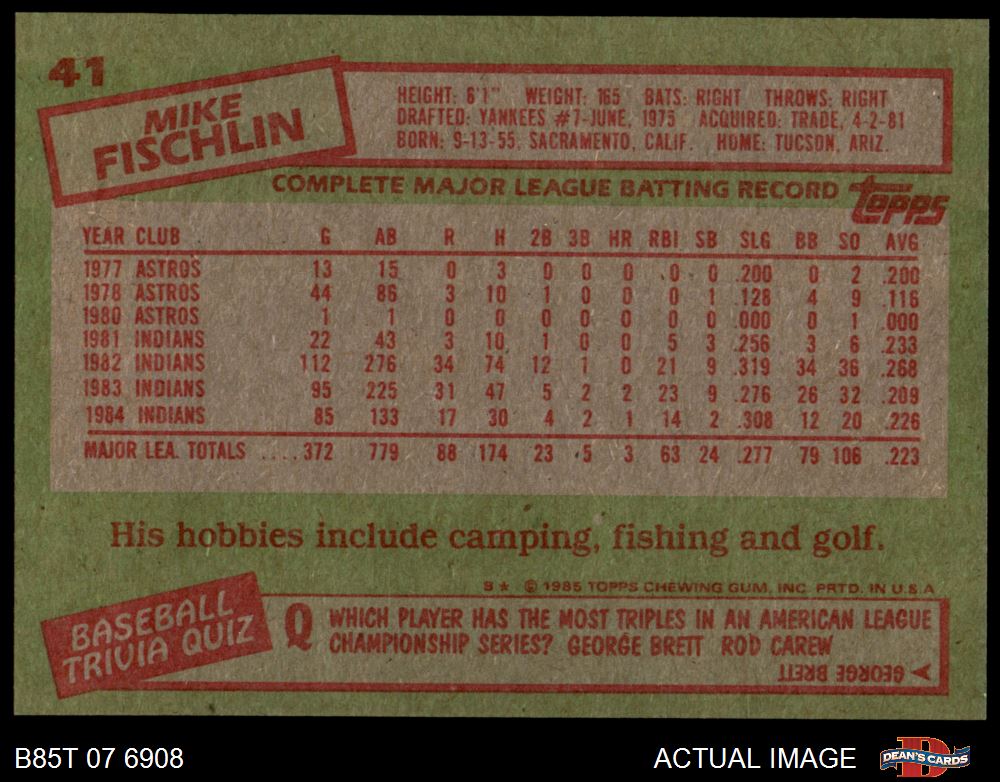 41
MIKE
FISCHLIN
HEIGHT: 6'1" WEIGHT: 165 BATS: RIGHT THROWS: RIGHT
DRAFTED: YANKEES #7-JUNE, 1975 ACQUIRED: TRADE, 4-2-81
BORN: 9-13-55, SACRAMENTO, CALIF. HOME: TUCSON, ARIZ.
COMPLETE MAJOR LEAGUE BATTING RECORD topps
YEAR CLUB G AB R H 2B 3B HR RBI SB SLG BB SO AVG
1977 ASTROS 13 15 0 3 0 0 0 0 0 .200 0 2 .200
1978 ASTROS 44 86 3 10 1 0 0 0 1 .128 4 9 .116
1980 ASTROS 1 1 0 0 0 0 0 0 0 .000 0 1 .000
1981 INDIANS 22 43 3 10 1 0 0 5 3 .256 3 6 .233
1982 INDIANS 112 276 34 74 12 1 0 21 9 .319 34 36 .268
1983 INDIANS 95 225 31 47 5 2 2 23 9 .276 26 32 .209
1984 INDIANS 85 133 17 30 4 2 1 14 2 .308 12 20 .226
MAJOR LEA. TOTALS ....372 779 88 174 23 5 3 63 24 .277 79 106 .223
His hobbies include camping, fishing and golf.
B* © 1985 TOPPS CHEWING GUM, INC. PRTD. IN U.S.A
BASEBALL
TRIVIA QUIZ
Q WHICH PLAYER HAS THE MOST TRIPLES IN AN AMERICAN LEAGUE
CHAMPIONSHIP SERIES? GEORGE BRETT ROD CAREW
A GEORGE BRETT
B85T 07 6908
ACTUAL IMAGE
D
DEAN'S CARDS